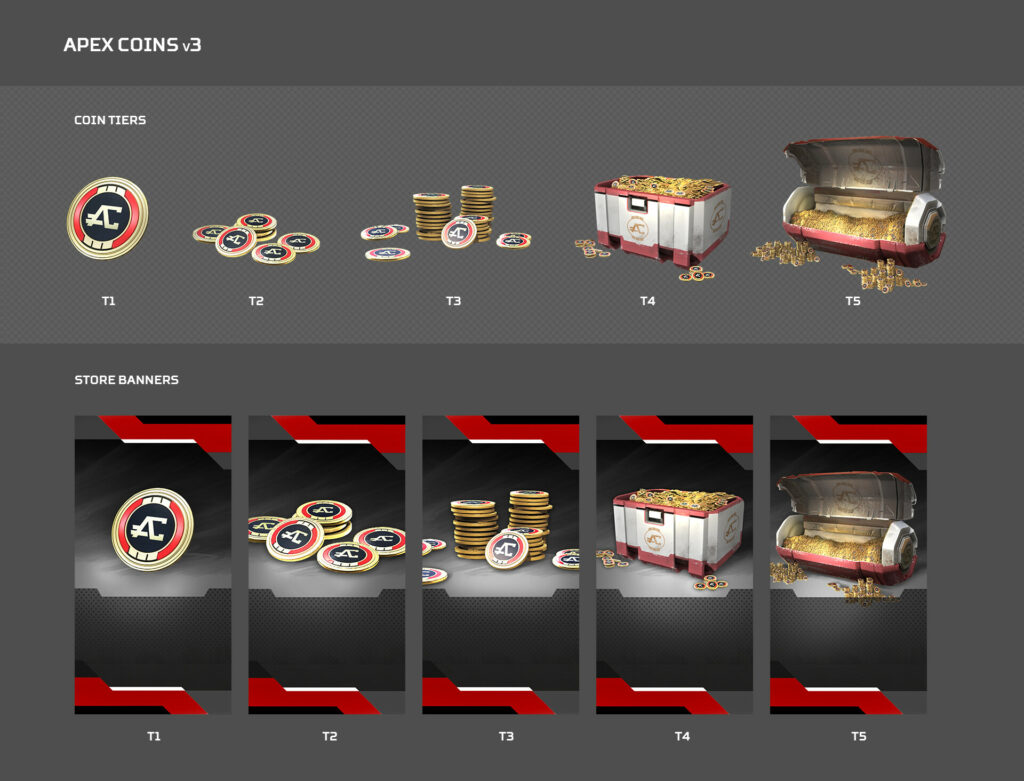 APEX COINS v3
COIN TIERS
T1 T2 T3 T4 T5
STORE BANNERS
T1 T2 T3 T4 T5